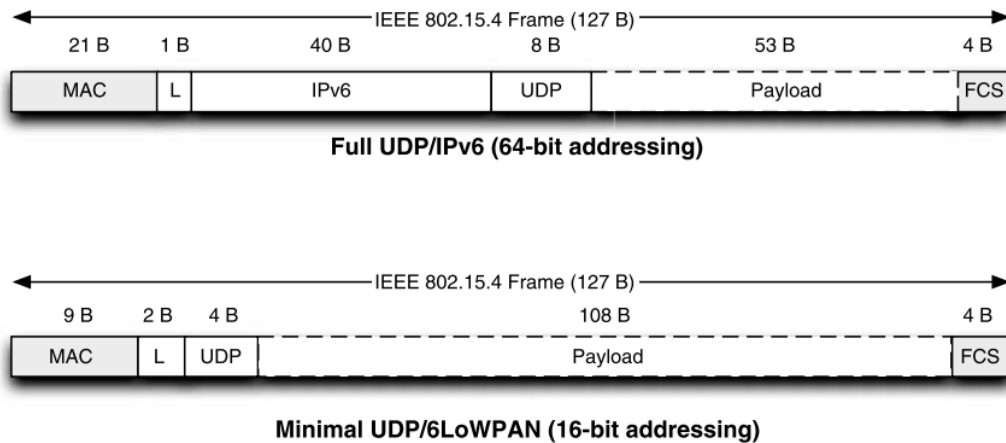 IEEE 802.15.4 Frame (127 B)
21 B 1 B 40 B 8 B 53 B 4 B
MAC L IPv6 UDP Payload FCS
Full UDP/IPv6 (64-bit addressing)
IEEE 802.15.4 Frame (127 B)
9 B 2 B 4 B 108 B 4 B
MAC L UDP Payload FCS
Minimal UDP/6LoWPAN (16-bit addressing)